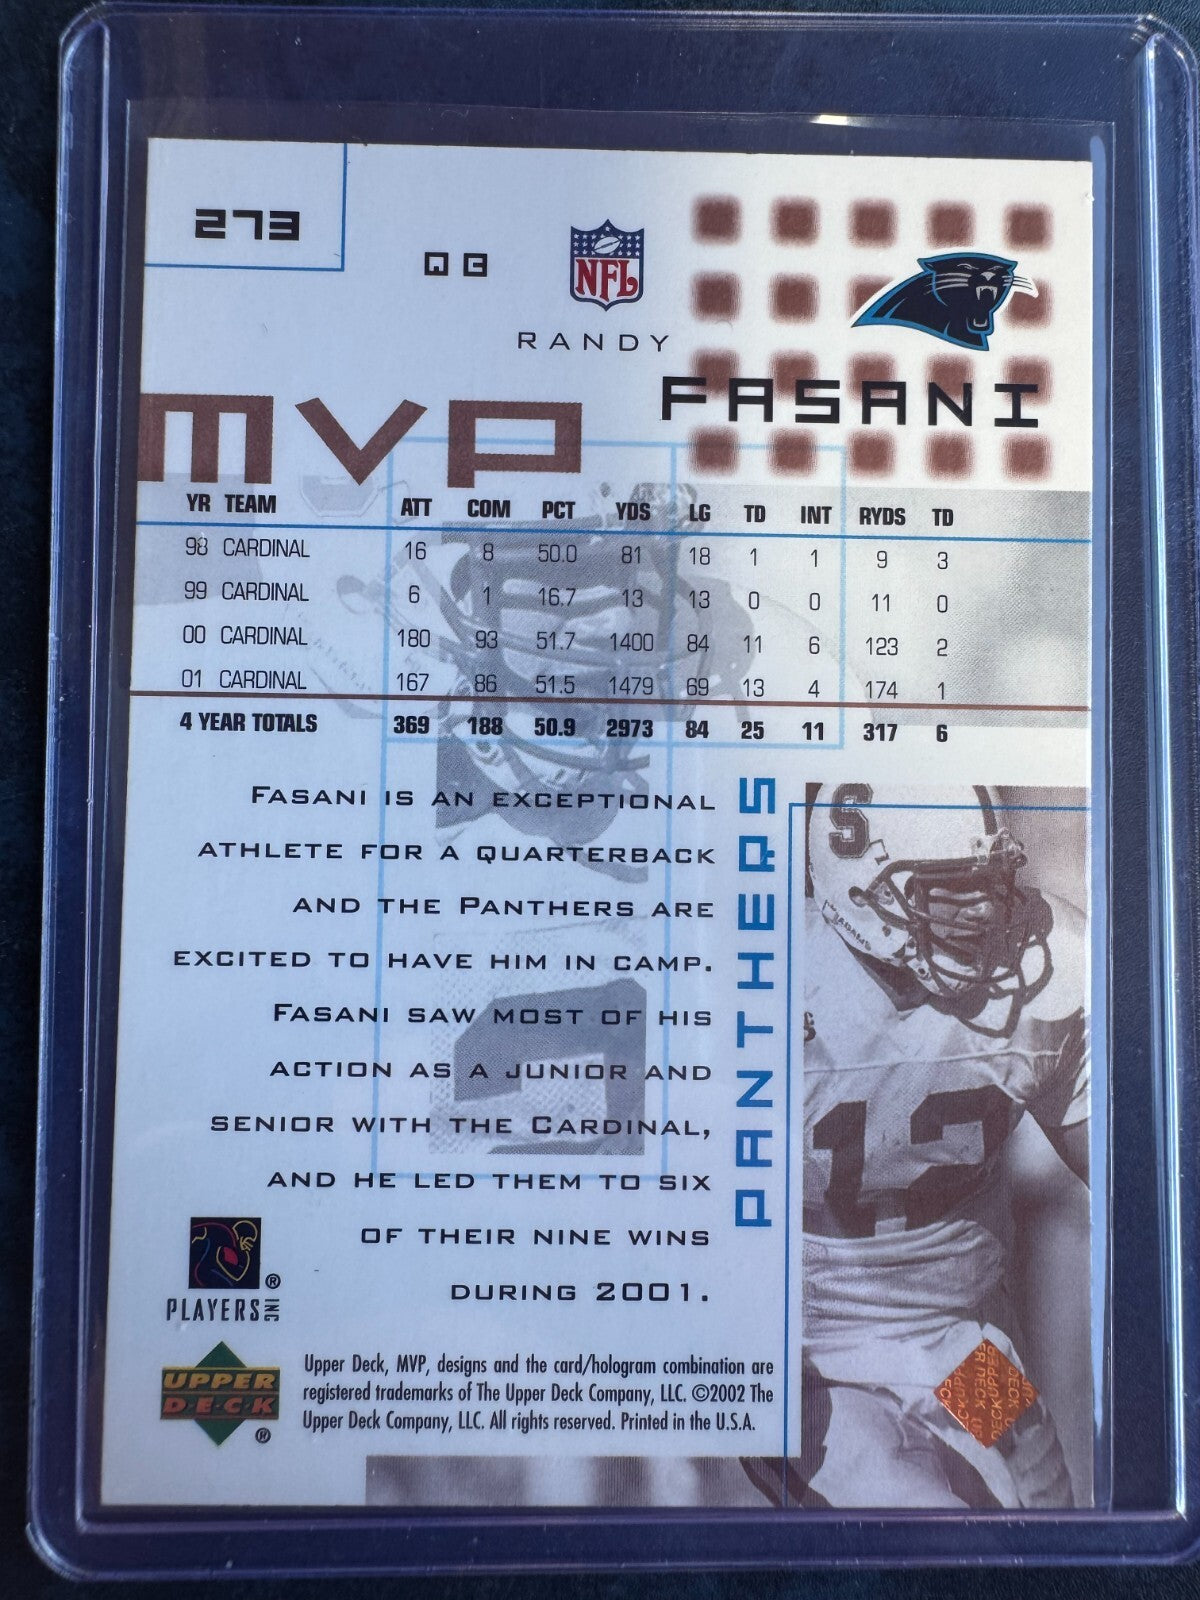 273
QB
NFL
RANDY
FASANI
MVP
YR TEAM ATT COM PCT YDS LG TD INT RYDS TD
98 CARDINAL 16 8 50.0 81 18 1 1 9 3
99 CARDINAL 6 1 16.7 13 13 0 0 11 0
00 CARDINAL 180 93 51.7 1400 84 11 6 123 2
01 CARDINAL 167 86 51.5 1479 69 13 4 174 1
4 YEAR TOTALS 369 188 50.9 2973 84 25 11 317 6
FASANI IS AN EXCEPTIONAL
ATHLETE FOR A QUARTERBACK
AND THE PANTHERS ARE
EXCITED TO HAVE HIM IN CAMP.
FASANI SAW MOST OF HIS
ACTION AS A JUNIOR AND
SENIOR WITH THE CARDINAL,
AND HE LED THEM TO SIX
OF THEIR NINE WINS
DURING 2001.
PANTHERS
S
ADAMS
12
PLAYERS INC ®
UPPER
D·E·C·K ®
Upper Deck, MVP, designs and the card/hologram combination are
registered trademarks of The Upper Deck Company, LLC. ©2002 The
Upper Deck Company, LLC. All rights reserved. Printed in the U.S.A.